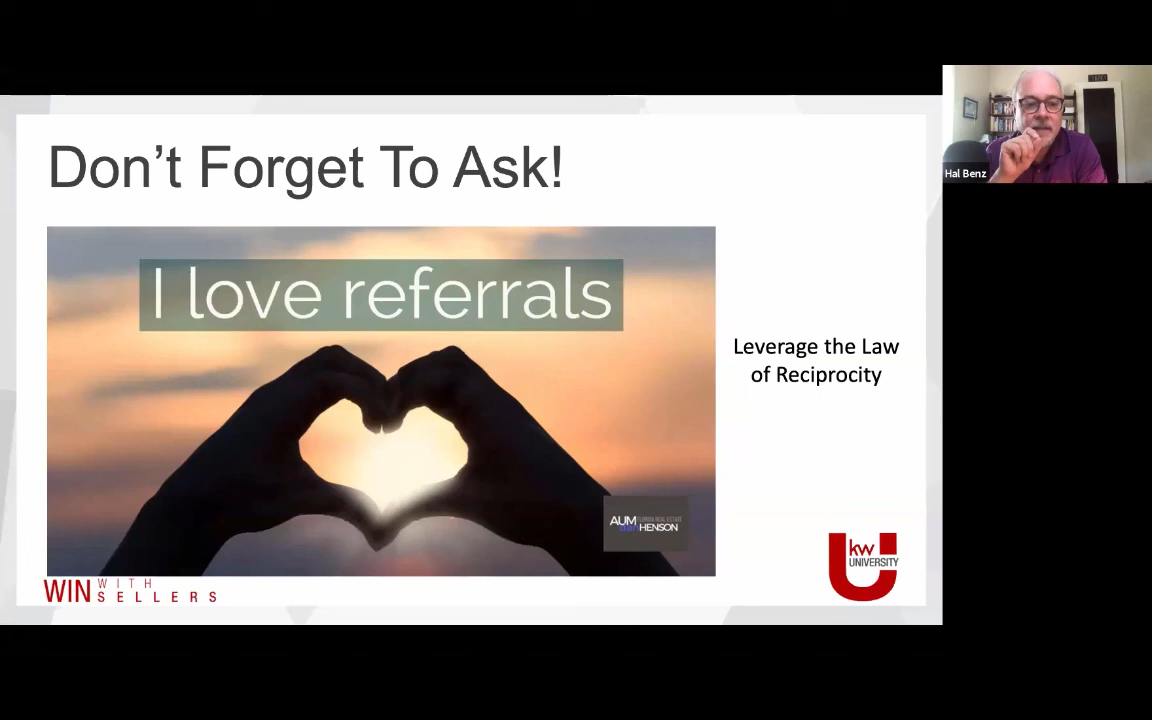 Don't Forget To Ask!
I love referrals
Leverage the Law
of Reciprocity
AUM
HENSON
WIN WITH
SELLERS
kw
UNIVERSITY
Hal Benz